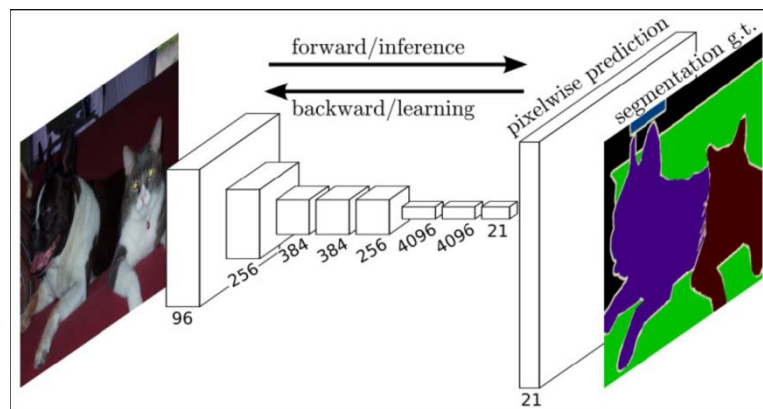 forward/inference
backward/learning
pixelwise prediction
segmentation g.t.
96
256
384
384
256
4096
4096
21
21